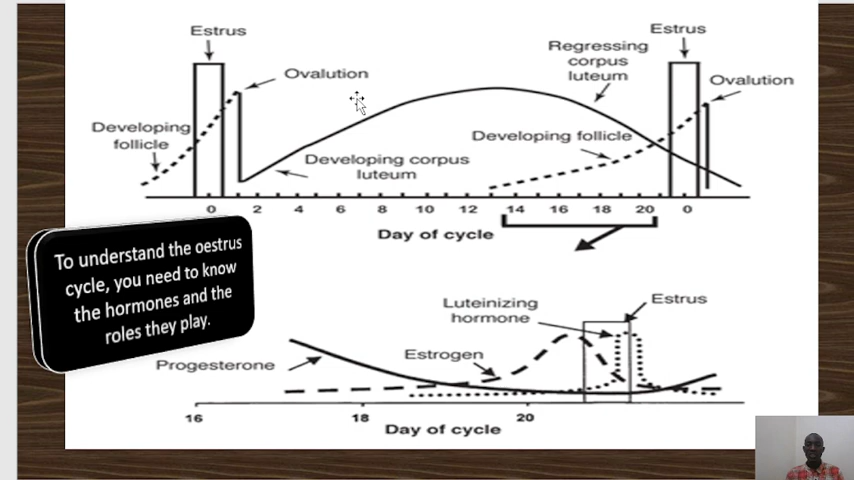 Estrus
Estrus
Ovalution
Regressing
corpus
luteum
Ovalution
Developing
follicle
Developing follicle
Developing corpus
luteum
0 2 4 6 8 10 12 14 16 18 20 0
Day of cycle
To understand the oestrus
cycle, you need to know
the hormones and the
roles they play.
Luteinizing
hormone
Estrus
Estrogen
Progesterone
16 18 20
Day of cycle